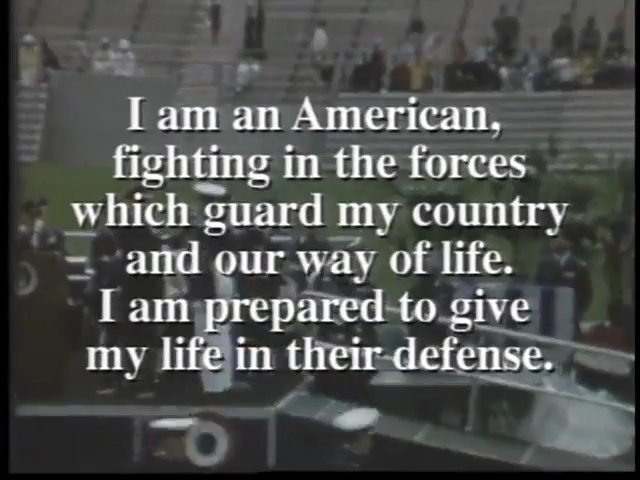 I am an American,
fighting in the forces
which guard my country
and our way of life.
I am prepared to give
my life in their defense.